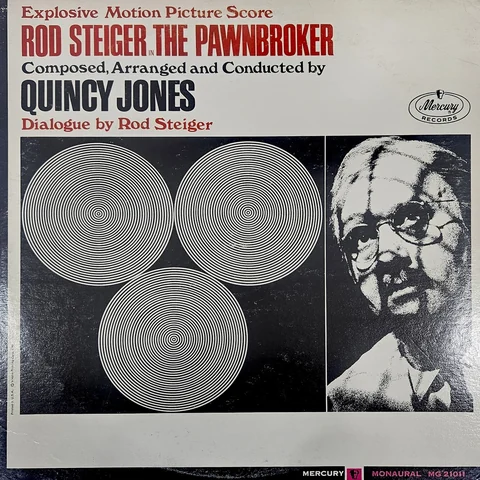 Explosive Motion Picture Score
ROD STEIGER IN THE PAWNBROKER
Composed, Arranged and Conducted by
QUINCY JONES
Dialogue by Rod Steiger
Mercury
RECORDS
MERCURY MONAURAL MG 21011